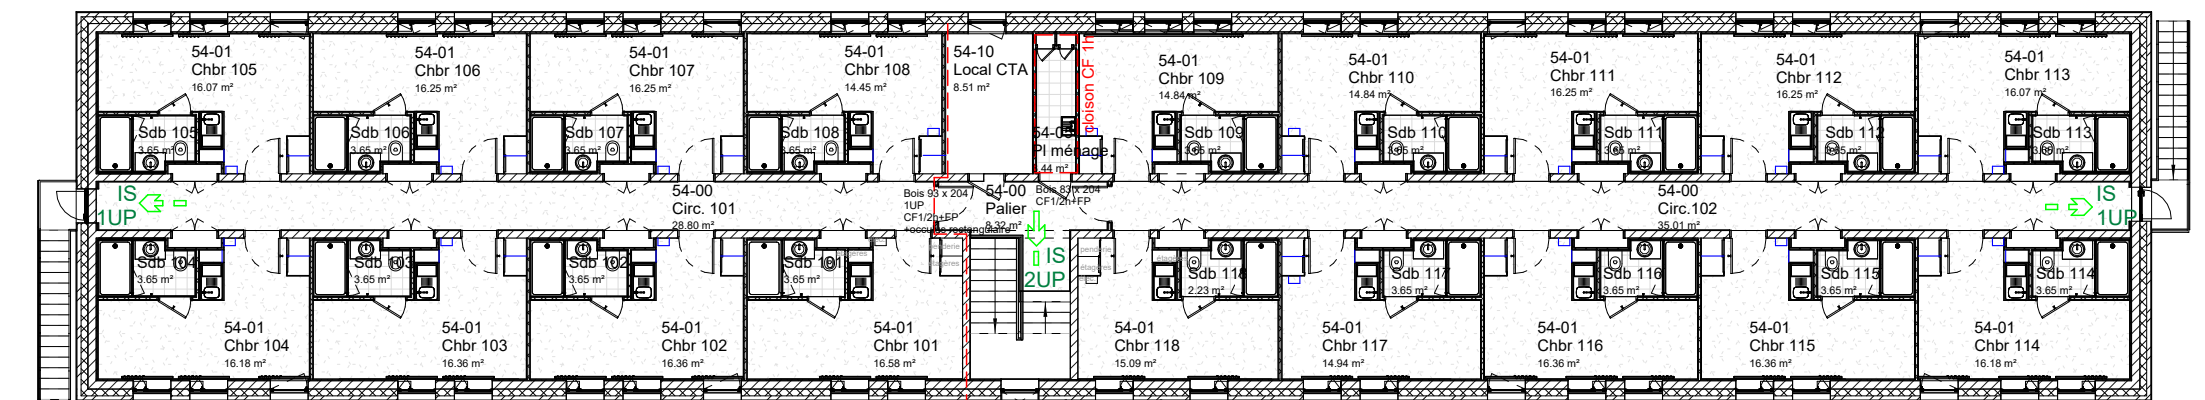 54-01
Chbr 105
16.07 m²
54-01
Chbr 106
16.25 m²
54-01
Chbr 107
16.25 m²
54-01
Chbr 108
14.45 m²
54-10
Local CTA
8.51 m²
cloison CF 1h
54-01
Chbr 109
14.84 m²
54-01
Chbr 110
14.84 m²
54-01
Chbr 111
16.25 m²
54-01
Chbr 112
16.25 m²
54-01
Chbr 113
16.07 m²
Sdb 105
3.65 m²
Sdb 106
3.65 m²
Sdb 107
3.65 m²
Sdb 108
3.65 m²
Pl ménage
Sdb 109
3.65 m²
Sdb 110
3.65 m²
Sdb 111
3.65 m²
Sdb 112
3.65 m²
Sdb 113
3.65 m²
IS
1UP
54-00
Circ. 101
28.80 m²
Bois 93 x 204
1UP
CF1/2h+FP
+occulus rectangulaire
54-00
Palier
8.32 m²
Bois 83 x 204
CF1/2h+FP
54-00
Circ.102
35.01 m²
IS
1UP
IS
2UP
penderie
étagères
penderie
étagères
Sdb 104
3.65 m²
Sdb 103
3.65 m²
Sdb 102
3.65 m²
Sdb 101
3.65 m²
Sdb 118
2.23 m²
Sdb 117
3.65 m²
Sdb 116
3.65 m²
Sdb 115
3.65 m²
Sdb 114
3.65 m²
54-01
Chbr 104
16.18 m²
54-01
Chbr 103
16.36 m²
54-01
Chbr 102
16.36 m²
54-01
Chbr 101
16.58 m²
54-01
Chbr 118
15.09 m²
54-01
Chbr 117
14.94 m²
54-01
Chbr 116
16.36 m²
54-01
Chbr 115
16.36 m²
54-01
Chbr 114
16.18 m²